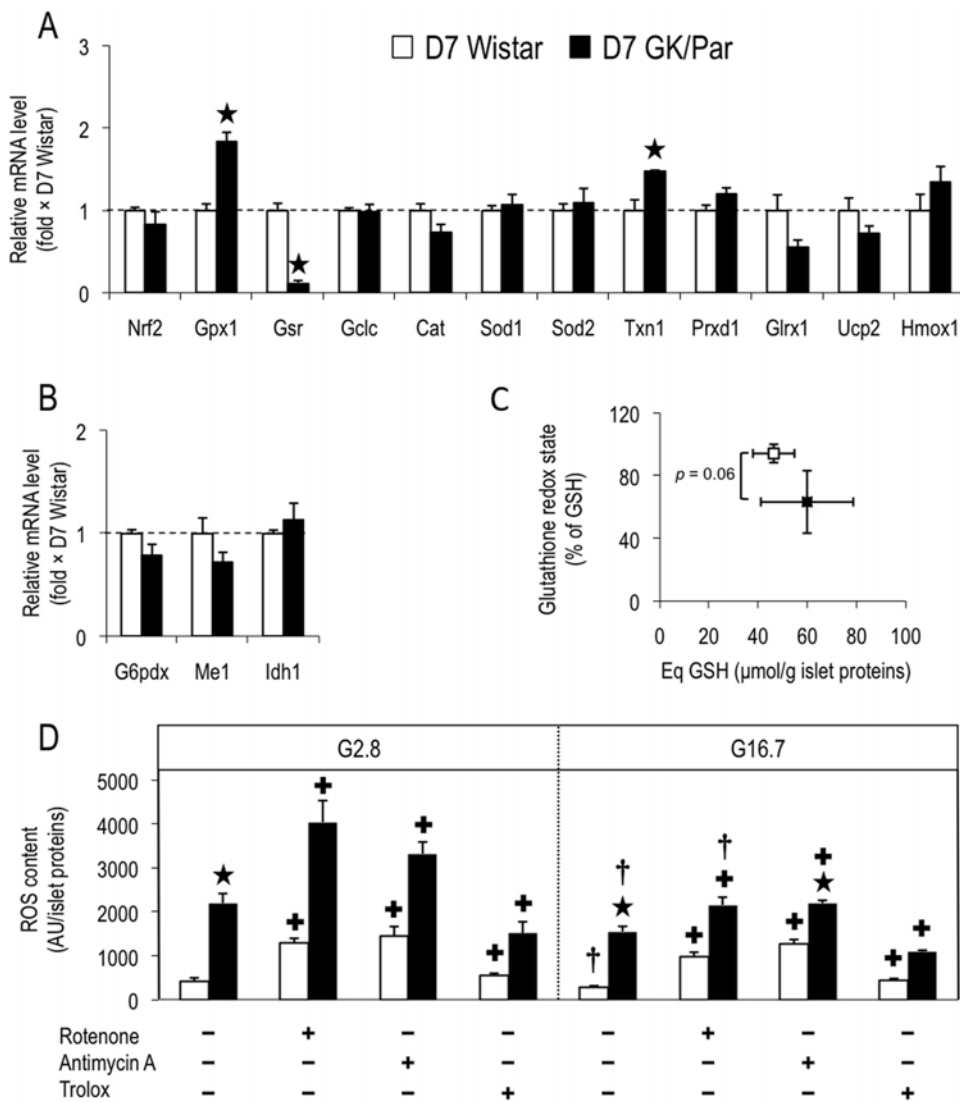 A
D7 Wistar D7 GK/Par
Relative mRNA level
(fold × D7 Wistar)
3
2
1
0
Nrf2 Gpx1 Gsr Gclc Cat Sod1 Sod2 Txn1 Prxd1 Glrx1 Ucp2 Hmox1
★ ★ ★
B
Relative mRNA level
(fold × D7 Wistar)
2
1
0
G6pdx Me1 Idh1
C
Glutathione redox state
(% of GSH)
120
80
40
0
p = 0.06
0 20 40 60 80 100
Eq GSH (µmol/g islet proteins)
D
G2.8 G16.7
ROS content
(AU/islet proteins)
5000
4000
3000
2000
1000
0
★ + + + + + + † † ★ + † + + + ★ + +
Rotenone – + – – – + – –
Antimycin A – – + – – – + –
Trolox – – – + – – – +